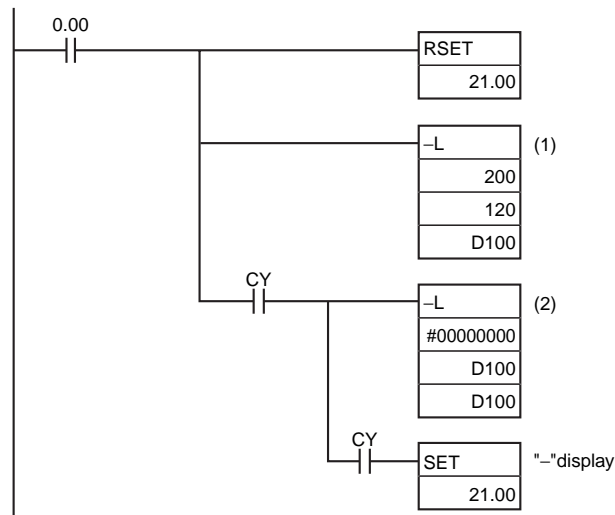 0.00
RSET
21.00
–L (1)
200
120
D100
CY
–L (2)
#00000000
D100
D100
CY
SET "–"display
21.00